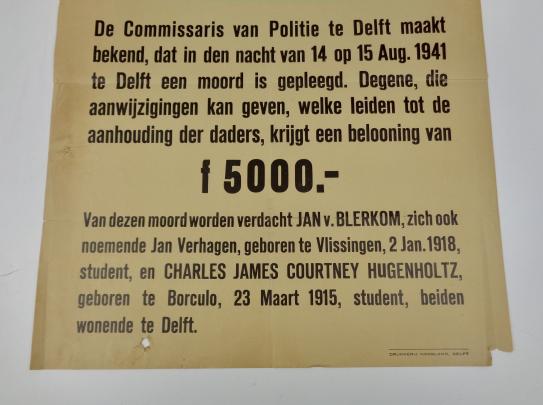 De Commissaris van Politie te Delft maakt
bekend, dat in den nacht van 14 op 15 Aug. 1941
te Delft een moord is gepleegd. Degene, die
aanwijzigingen kan geven, welke leiden tot de
aanhouding der daders, krijgt een belooning van
f 5000.-
Van dezen moord worden verdacht JAN v. BLERKOM, zich ook
noemende Jan Verhagen, geboren te Vlissingen, 2 Jan. 1918,
student, en CHARLES JAMES COURTNEY HUGENHOLTZ,
geboren te Borculo, 23 Maart 1915, student, beiden
wonende te Delft.
DRUKKERIJ DELFT